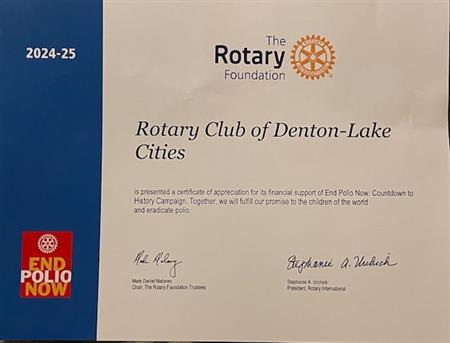 2024-25
The
Rotary
Foundation
Rotary Club of Denton-Lake
Cities
is presented a certificate of appreciation for its financial support of End Polio Now: Countdown to
History Campaign. Together, we will fulfill our promise to the children of the world
and eradicate polio.
END
POLIO
NOW
Mark Daniel Maloney
Chair, The Rotary Foundation Trustees
Stephanie A. Urchick
Stephanie A. Urchick
President, Rotary International